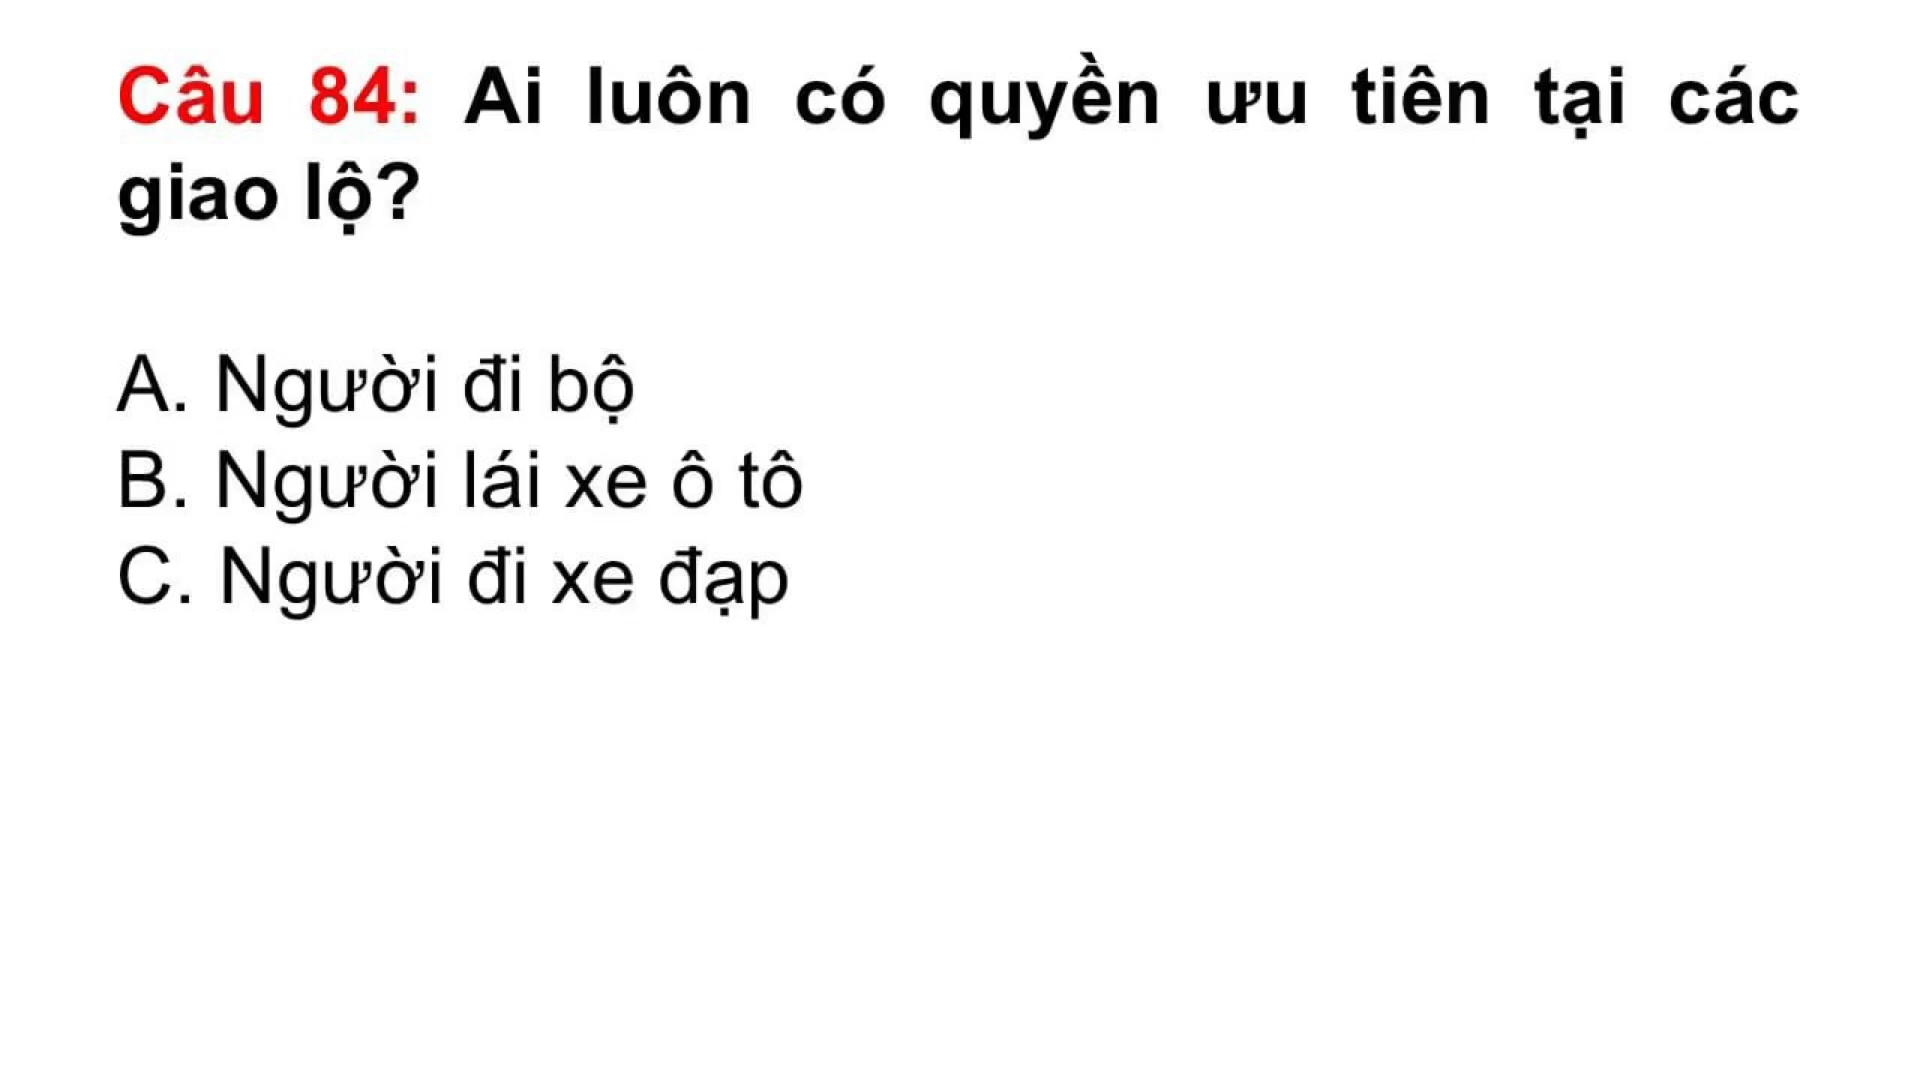 Câu 84: Ai luôn có quyền ưu tiên tại các
giao lộ?
A. Người đi bộ
B. Người lái xe ô tô
C. Người đi xe đạp